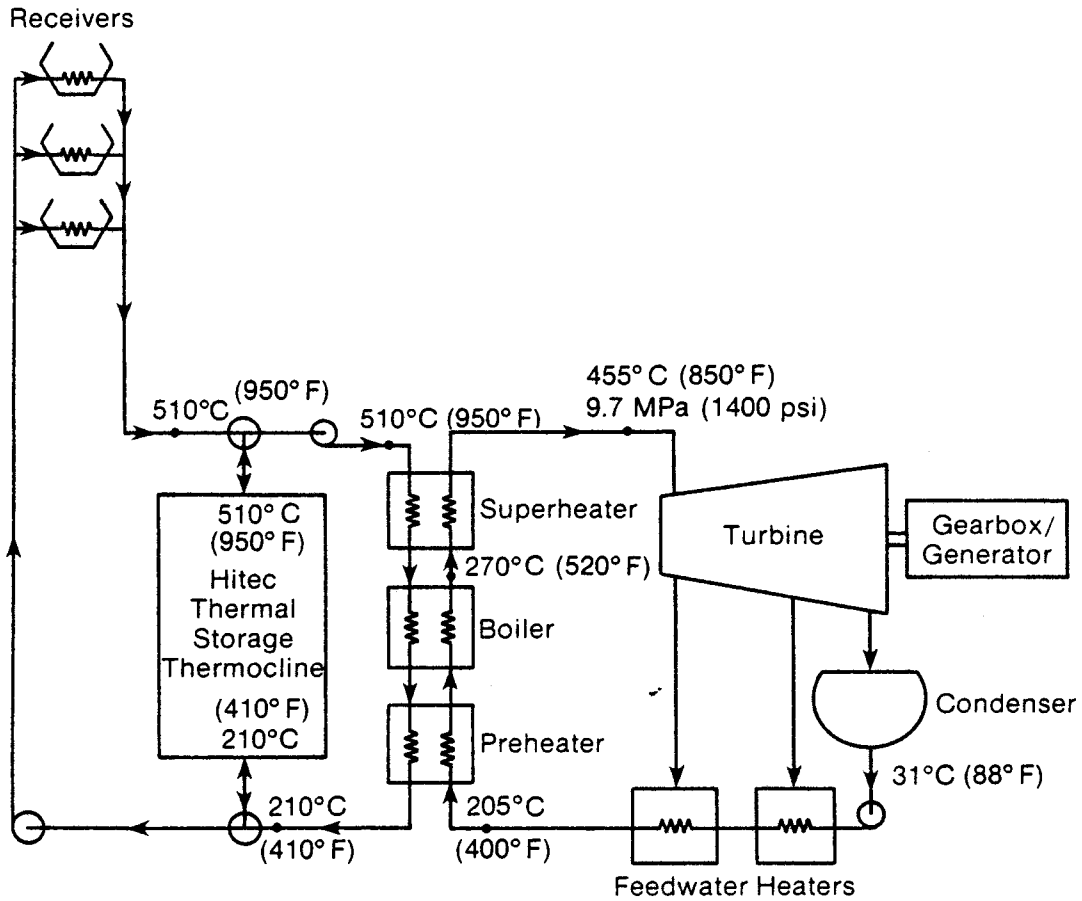 Receivers
(950° F)
510°C
510°C (950°F)
455° C (850° F)
9.7 MPa (1400 psi)
510° C
(950° F)
Hitec
Thermal
Storage
Thermocline
(410° F)
210°C
Superheater
270°C (520°F)
Boiler
Preheater
Turbine
Gearbox/
Generator
Condenser
31°C (88° F)
210°C
(410°F)
205°C
(400°F)
Feedwater Heaters